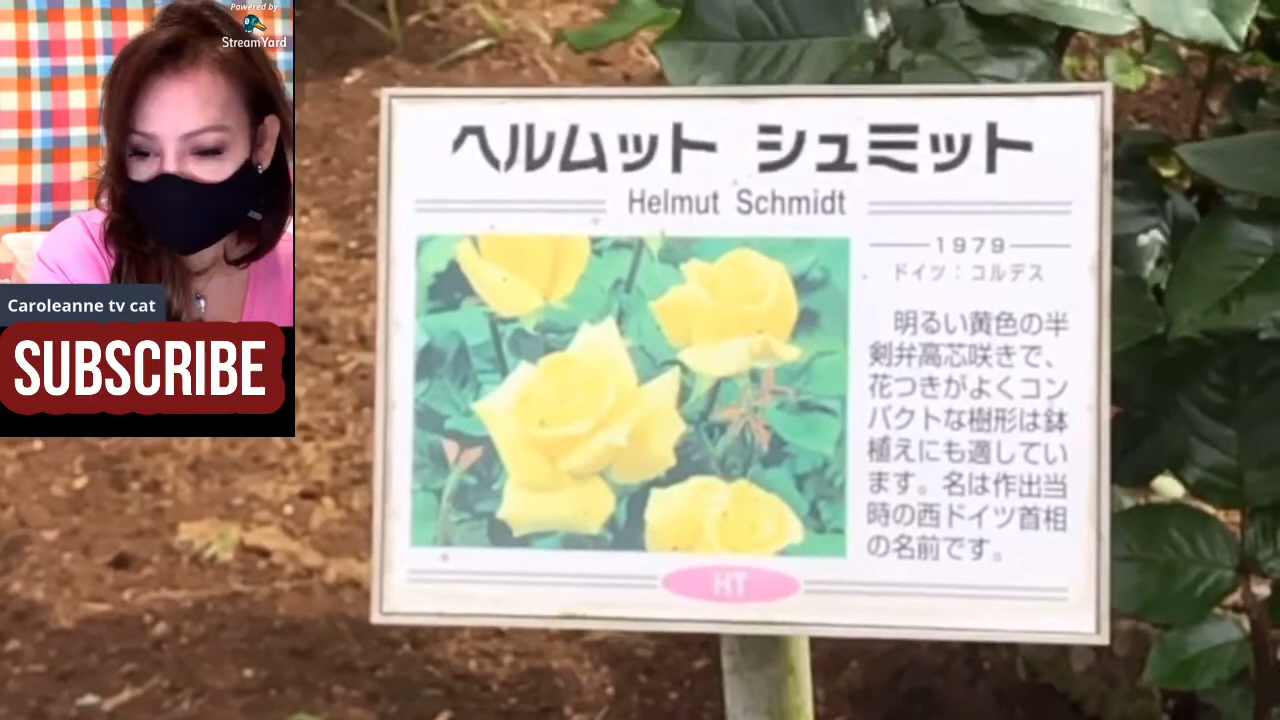 Powered by
StreamYard
Caroleanne tv cat
SUBSCRIBE
ヘルムット シュミット
Helmut Schmidt
1979
ドイツ：コルデス
明るい黄色の半
剣弁高芯咲きで、
花つきがよくコン
パクトな樹形は鉢
植えにも適してい
ます。名は作出当
時の西ドイツ首相
の名前です。
HT